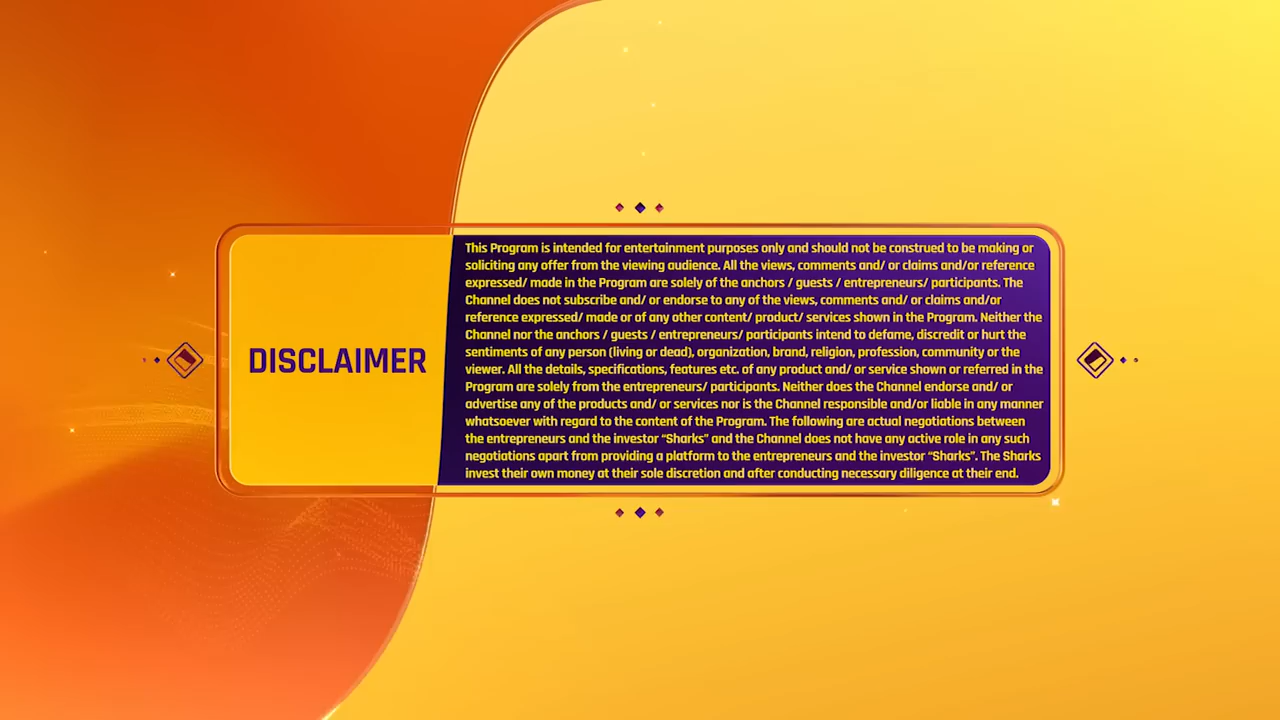 DISCLAIMER
This Program is intended for entertainment purposes only and should not be construed to be making or
soliciting any offer from the viewing audience. All the views, comments and/ or claims and/or reference
expressed/ made in the Program are solely of the anchors / guests / entrepreneurs/ participants. The
Channel does not subscribe and/ or endorse to any of the views, comments and/ or claims and/or
reference expressed/ made or of any other content/ product/ services shown in the Program. Neither the
Channel nor the anchors / guests / entrepreneurs/ participants intend to defame, discredit or hurt the
sentiments of any person (living or dead), organization, brand, religion, profession, community or the
viewer. All the details, specifications, features etc. of any product and/ or service shown or referred in the
Program are solely from the entrepreneurs/ participants. Neither does the Channel endorse and/ or
advertise any of the products and/ or services nor is the Channel responsible and/or liable in any manner
whatsoever with regard to the content of the Program. The following are actual negotiations between
the entrepreneurs and the investor “Sharks” and the Channel does not have any active role in any such
negotiations apart from providing a platform to the entrepreneurs and the investor “Sharks”. The Sharks
invest their own money at their sole discretion and after conducting necessary diligence at their end.